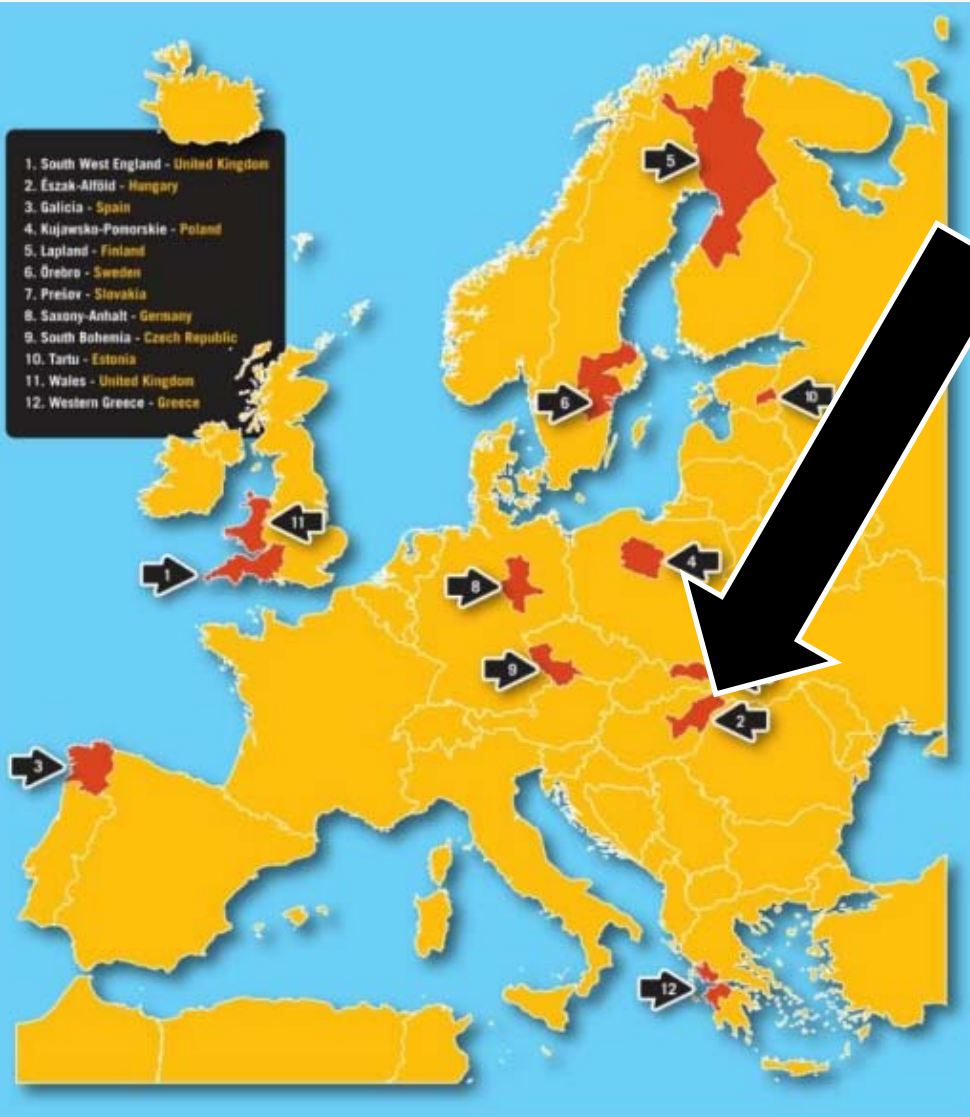 1. South West England - United Kingdom
2. Észak-Alföld - Hungary
3. Galicia - Spain
4. Kujawsko-Pomorskie - Poland
5. Lapland - Finland
6. Örebro - Sweden
7. Prešov - Slovakia
8. Saxony-Anhalt - Germany
9. South Bohemia - Czech Republic
10. Tartu - Estonia
11. Wales - United Kingdom
12. Western Greece - Greece
5
6
10
11
4
1
8
9
2
3
12